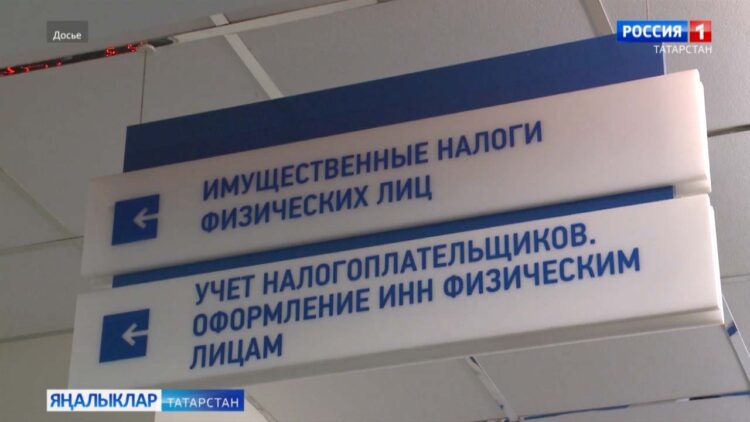 Досье
РОССИЯ 1
ТАТАРСТАН
ИМУЩЕСТВЕННЫЕ НАЛОГИ
ФИЗИЧЕСКИХ ЛИЦ
УЧЕТ НАЛОГОПЛАТЕЛЬЩИКОВ.
ОФОРМЛЕНИЕ ИНН ФИЗИЧЕСКИМ
ЛИЦАМ
ЯҢАЛЫКЛАР ТАТАРСТАН